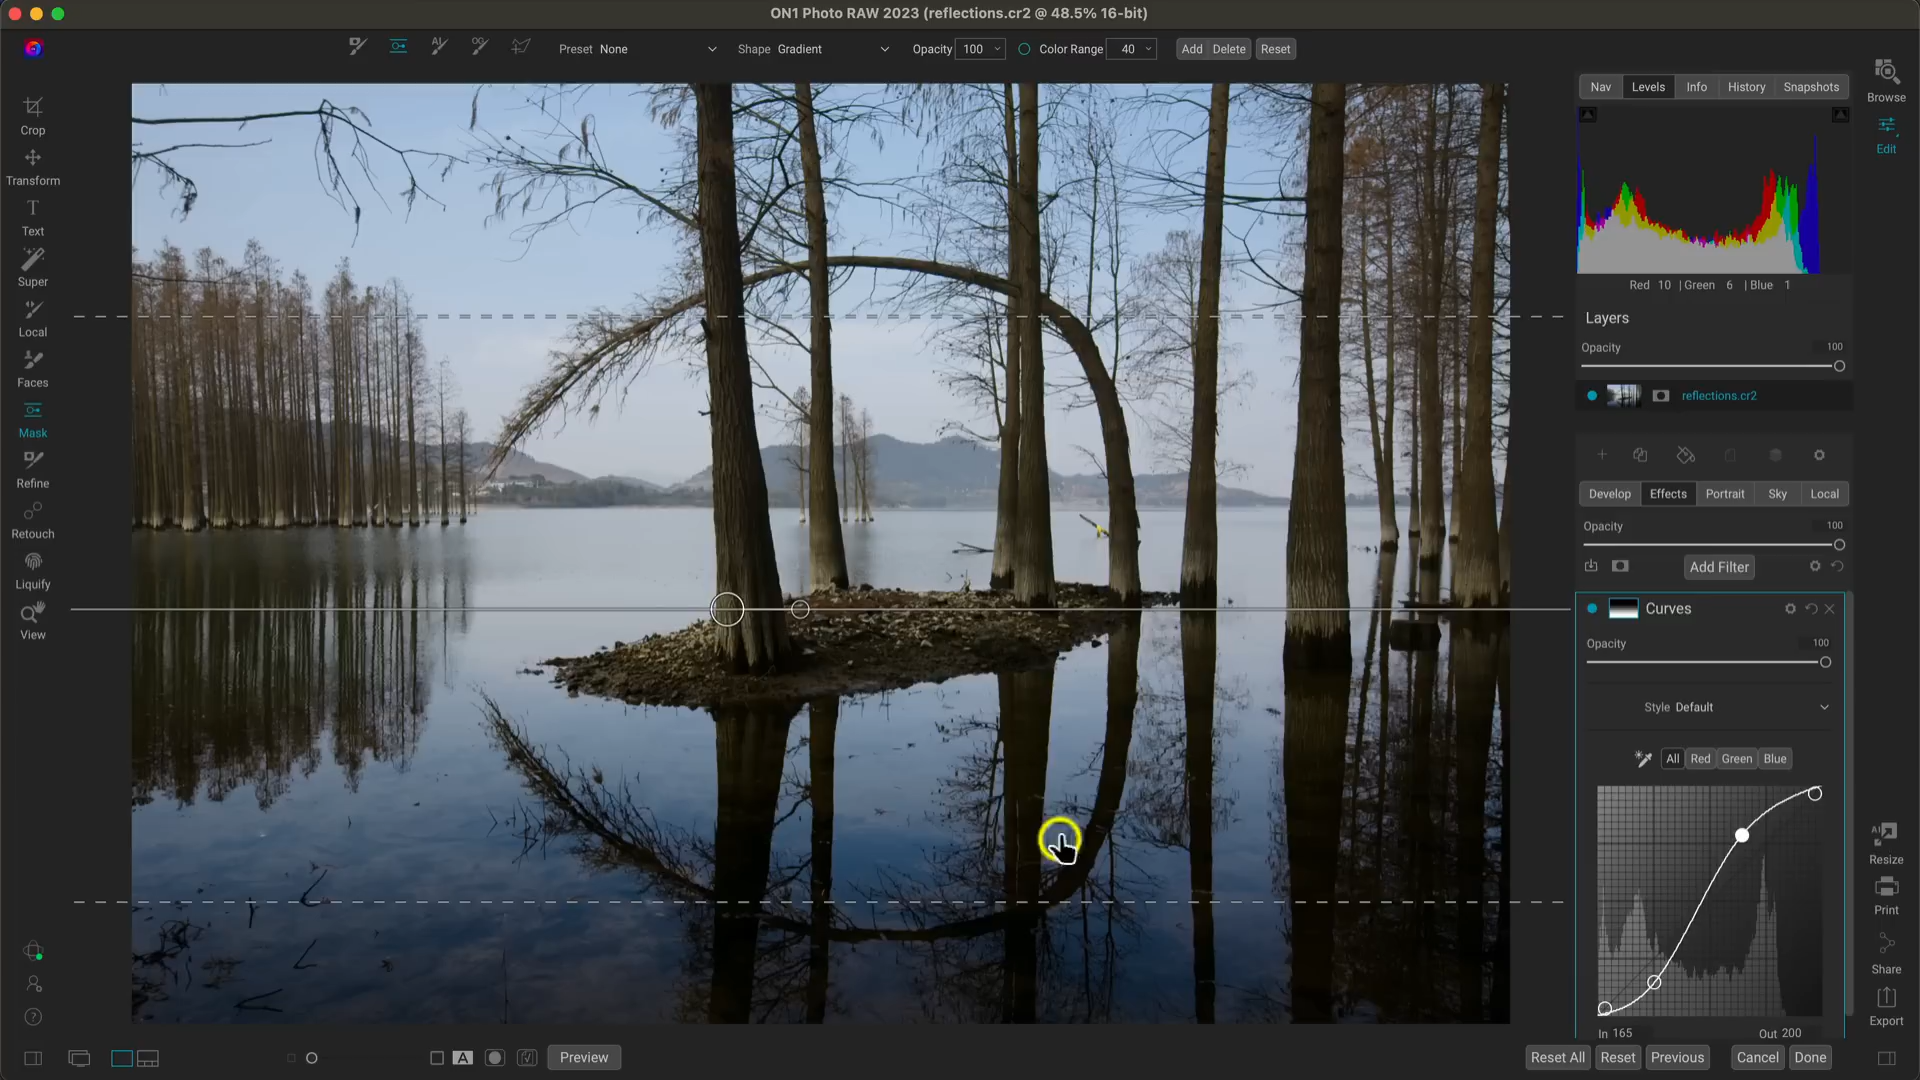 ON1 Photo RAW 2023 (reflections.cr2 @ 48.5% 16-bit)
Preset None Shape Gradient Opacity 100 Color Range 40 Add Delete Reset
Crop
Transform
Text
Super
Local
Faces
Mask
Refine
Retouch
Liquify
View
Nav Levels Info History Snapshots
Red 10 | Green 6 | Blue 1
Layers
Opacity 100
reflections.cr2
Develop Effects Portrait Sky Local
Opacity 100
Add Filter
Curves
Opacity 100
Style Default
All Red Green Blue
In 165 Out 200
Browse
Edit
AI
Resize
Print
Share
Export
A Preview
Reset All Reset Previous Cancel Done